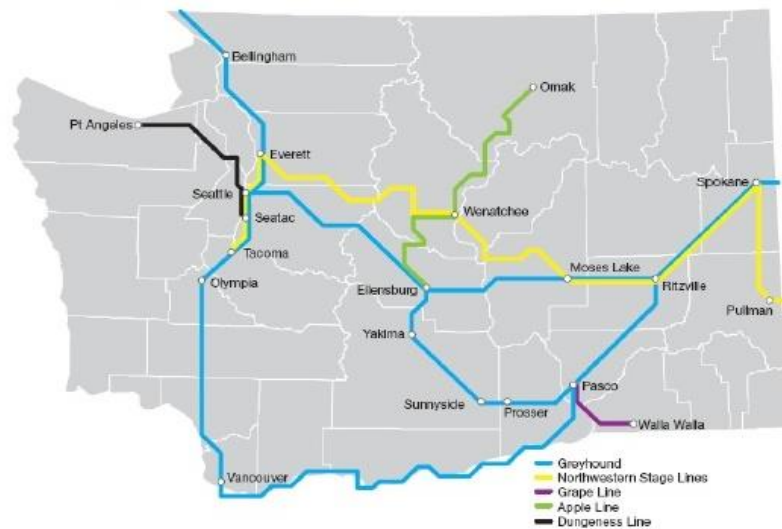 Bellingham
Omak
Pt Angeles
Everett
Spokane
Seattle
Wenatchee
Seatac
Tacoma
Moses Lake
Olympia
Ellensburg
Ritzville
Pullman
Yakima
Pasco
Sunnyside
Prosser
Walla Walla
Greyhound
Vancouver
Northwestern Stage Lines
Grape Line
Apple Line
Dungeness Line